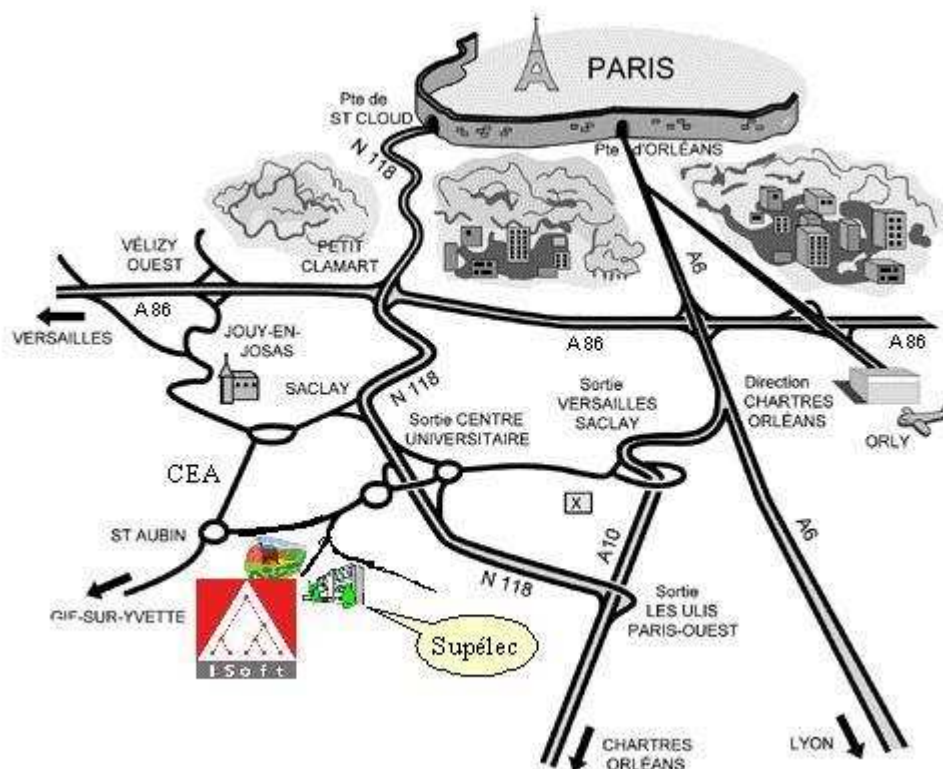 PARIS
Pte de
ST CLOUD
Pte d'ORLÉANS
N 118
VÉLIZY
OUEST
PETIT
CLAMART
A6
A 86
VERSAILLES
JOUY-EN-
JOSAS
A 86
A 86
SACLAY
N 118
Sortie
VERSAILLES
SACLAY
Direction
CHARTRES
ORLÉANS
ORLY
Sortie CENTRE
UNIVERSITAIRE
CEA
X
ST AUBIN
A10
A6
N 118
GIF-SUR-YVETTE
Sortie
LES ULIS
PARIS-OUEST
Supélec
ISoft
CHARTRES
ORLÉANS
LYON